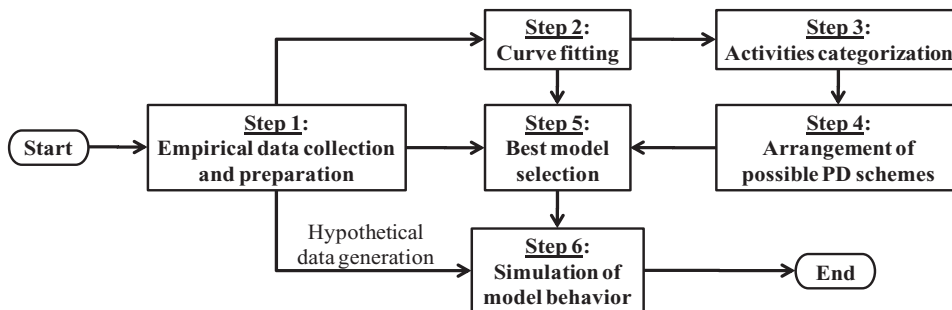 Start
Step 1:
Empirical data collection
and preparation
Step 2:
Curve fitting
Step 3:
Activities categorization
Step 4:
Arrangement of
possible PD schemes
Step 5:
Best model
selection
Hypothetical
data generation
Step 6:
Simulation of
model behavior
End